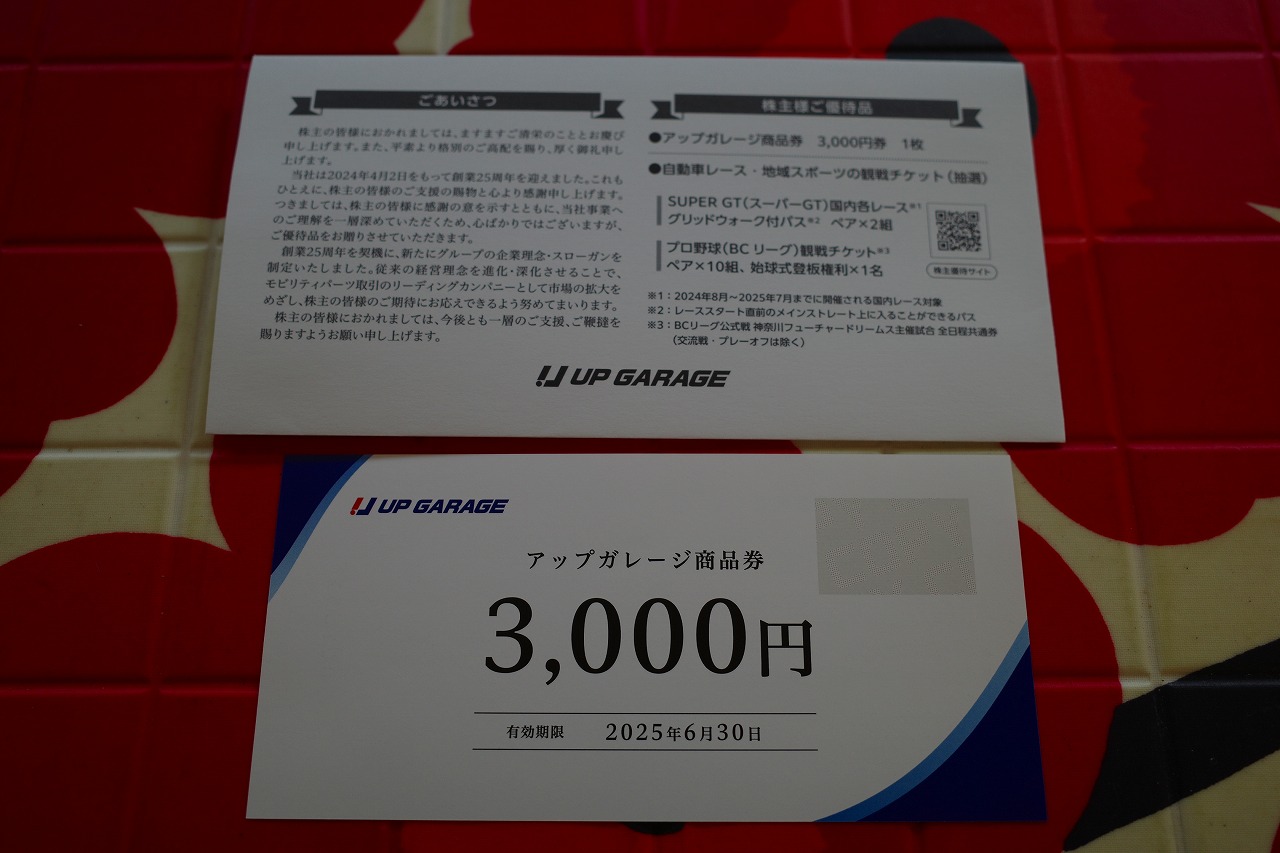 ごあいさつ
株主の皆様におかれましては、ますますご清栄のこととお慶び
申し上げます。また、平素より格別のご高配を賜り、厚く御礼申し
上げます。
当社は2024年4月2日をもって創業25周年を迎えました。これも
ひとえに、株主の皆様のご支援の賜物と心より感謝申し上げます。
つきましては、株主の皆様に感謝の意を示すとともに、当社事業へ
のご理解を一層深めていただくため、心ばかりではございますが、
ご優待品をお贈りさせていただきます。
創業25周年を契機に、新たにグループの企業理念・スローガンを
制定いたしました。従来の経営理念を進化・深化させることで、
モビリティパーツ取引のリーディングカンパニーとして市場の拡大を
めざし、株主の皆様のご期待にお応えできるよう努めてまいります。
株主の皆様におかれましては、今後とも一層のご支援、ご鞭撻を
賜りますようお願い申し上げます。
株主様ご優待品
●アップガレージ商品券 3,000円券 1枚
●自動車レース・地域スポーツの観戦チケット(抽選)
SUPER GT(スーパーGT)国内各レース※1
グリッドウォーク付パス※2 ペア×2組
プロ野球(BCリーグ)観戦チケット※3
ペア×10組、始球式登板権利×1名
株主優待サイト
※1:2024年8月~2025年7月までに開催される国内レース対象
※2:レーススタート直前のメインストレート上に入ることができるパス
※3:BCリーグ公式戦 神奈川フューチャードリームス主催試合 全日程共通券
(交流戦・プレーオフは除く)
UP GARAGE
UP GARAGE
アップガレージ商品券
3,000円
有効期限 2025年6月30日